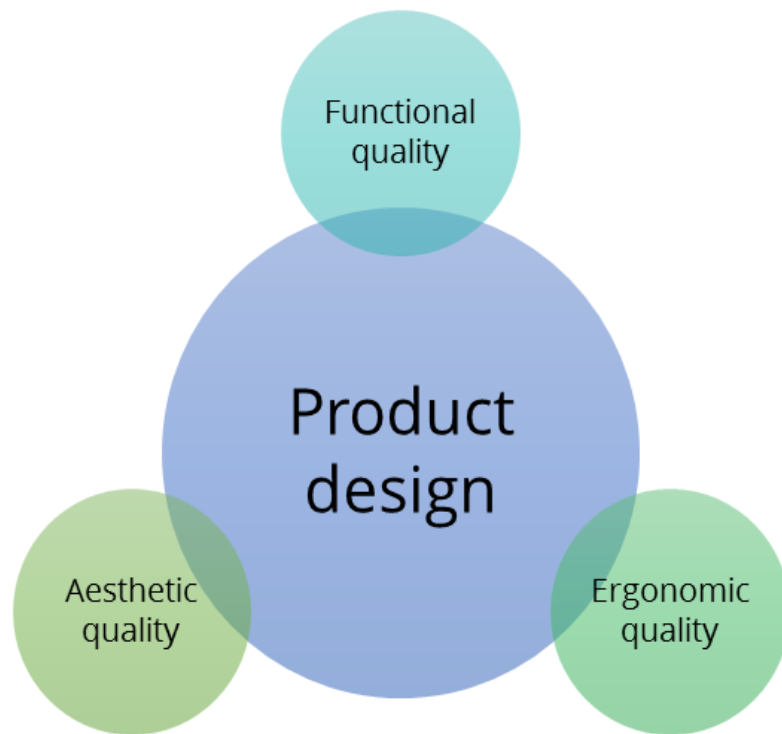 Functional
quality
Product
design
Aesthetic
quality
Ergonomic
quality